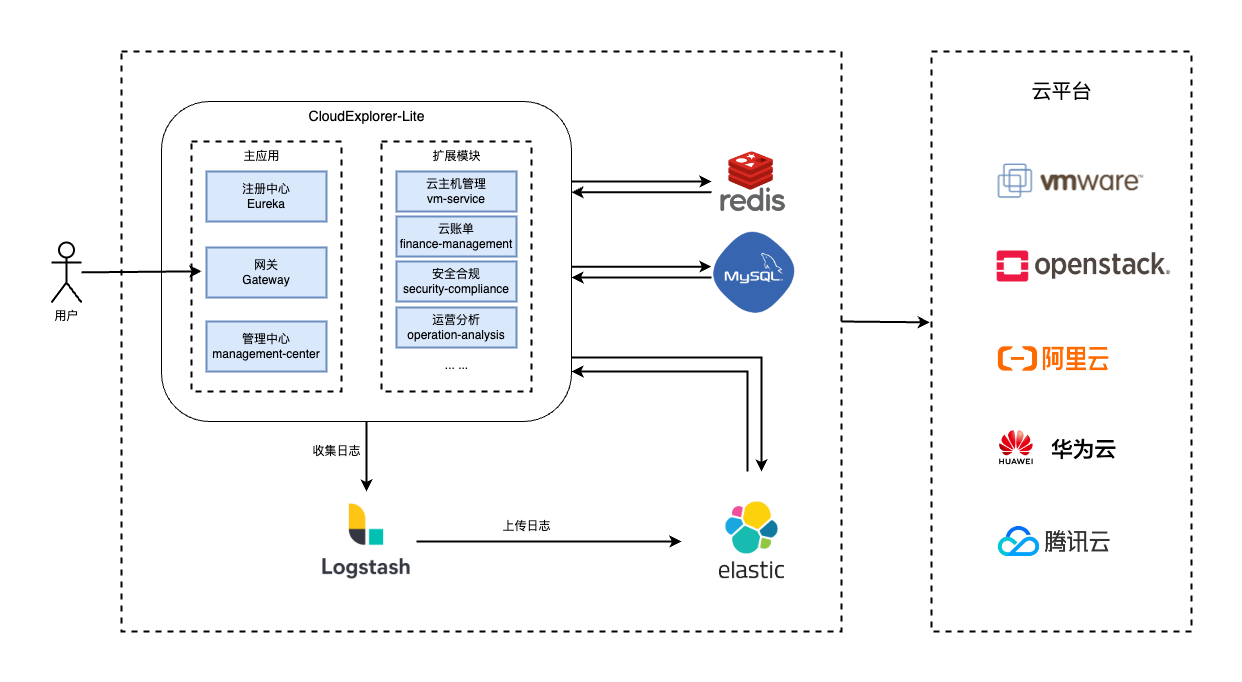 云平台
CloudExplorer-Lite
主应用
注册中心
Eureka
网关
Gateway
管理中心
management-center
扩展模块
云主机管理
vm-service
云账单
finance-management
安全合规
security-compliance
运营分析
operation-analysis
... ...
用户
redis
MySQL
收集日志
Logstash
上传日志
elastic
vmware™
openstack.
阿里云
HUAWEI
华为云
腾讯云